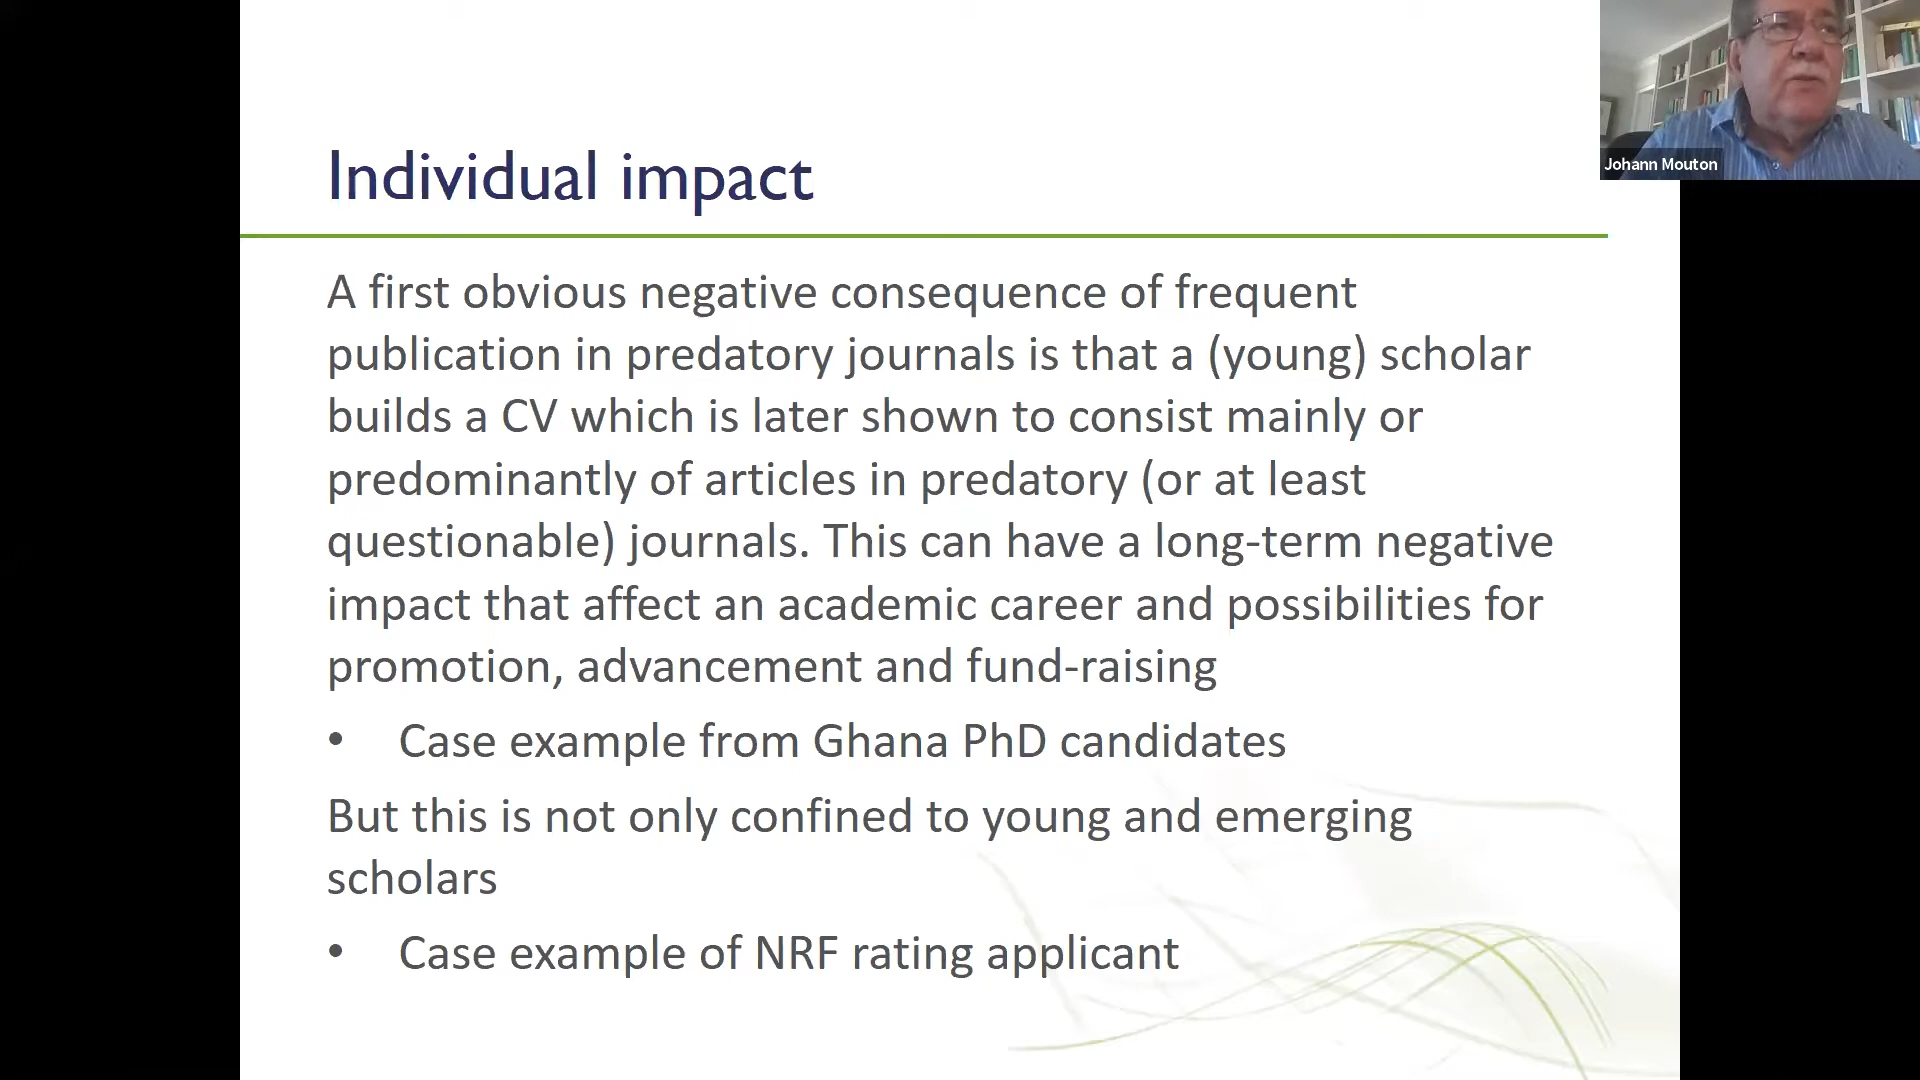 Johann Mouton
Individual impact
A first obvious negative consequence of frequent
publication in predatory journals is that a (young) scholar
builds a CV which is later shown to consist mainly or
predominantly of articles in predatory (or at least
questionable) journals. This can have a long-term negative
impact that affect an academic career and possibilities for
promotion, advancement and fund-raising
• Case example from Ghana PhD candidates
But this is not only confined to young and emerging
scholars
• Case example of NRF rating applicant